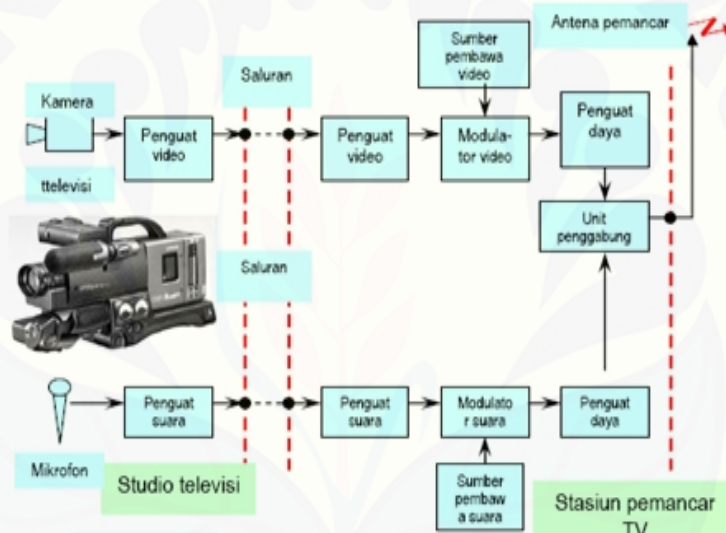 Sumber
pembawa
video
Antena pemancar
Saluran
Kamera
Penguat
video
Penguat
video
Modula-
tor video
Penguat
daya
ttelevisi
Unit
penggabung
Saluran
Penguat
suara
Penguat
suara
Modulato
r suara
Penguat
daya
Mikrofon
Studio televisi
Sumber
pembaw
a suara
Stasiun pemancar
TV